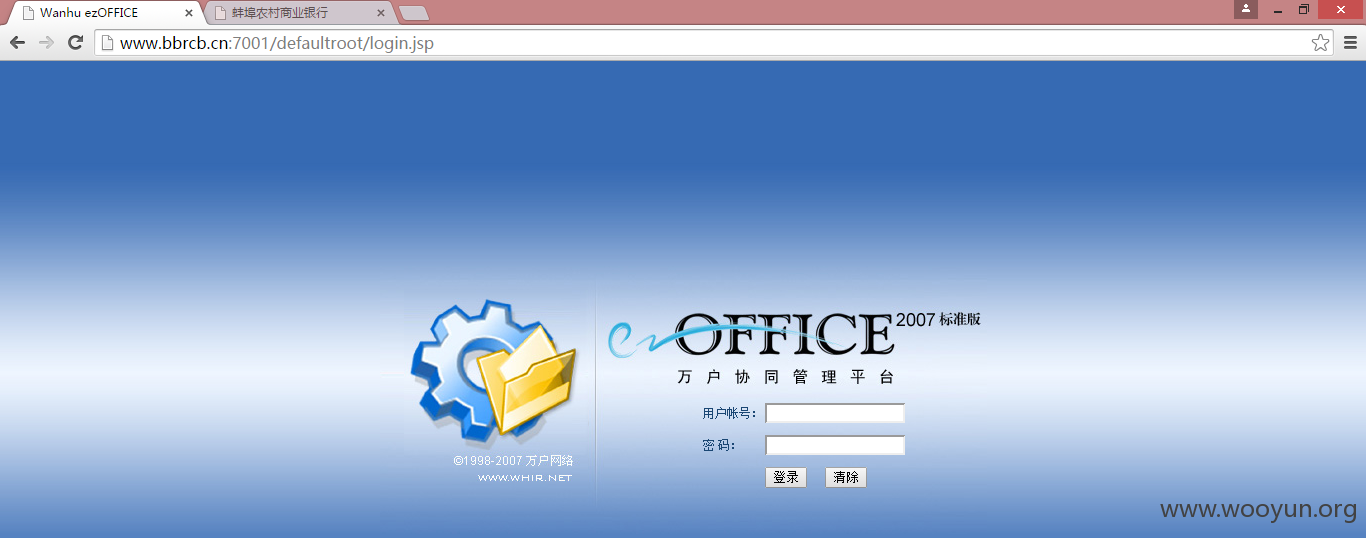 Wanhu ezOFFICE
蚌埠农村商业银行
www.bbrcb.cn:7001/defaultroot/login.jsp
ezOFFICE 2007 标准版
万户协同管理平台
用户帐号：
密 码：
©1998-2007 万户网络
WWW.WHIR.NET
登录 清除
www.wooyun.org